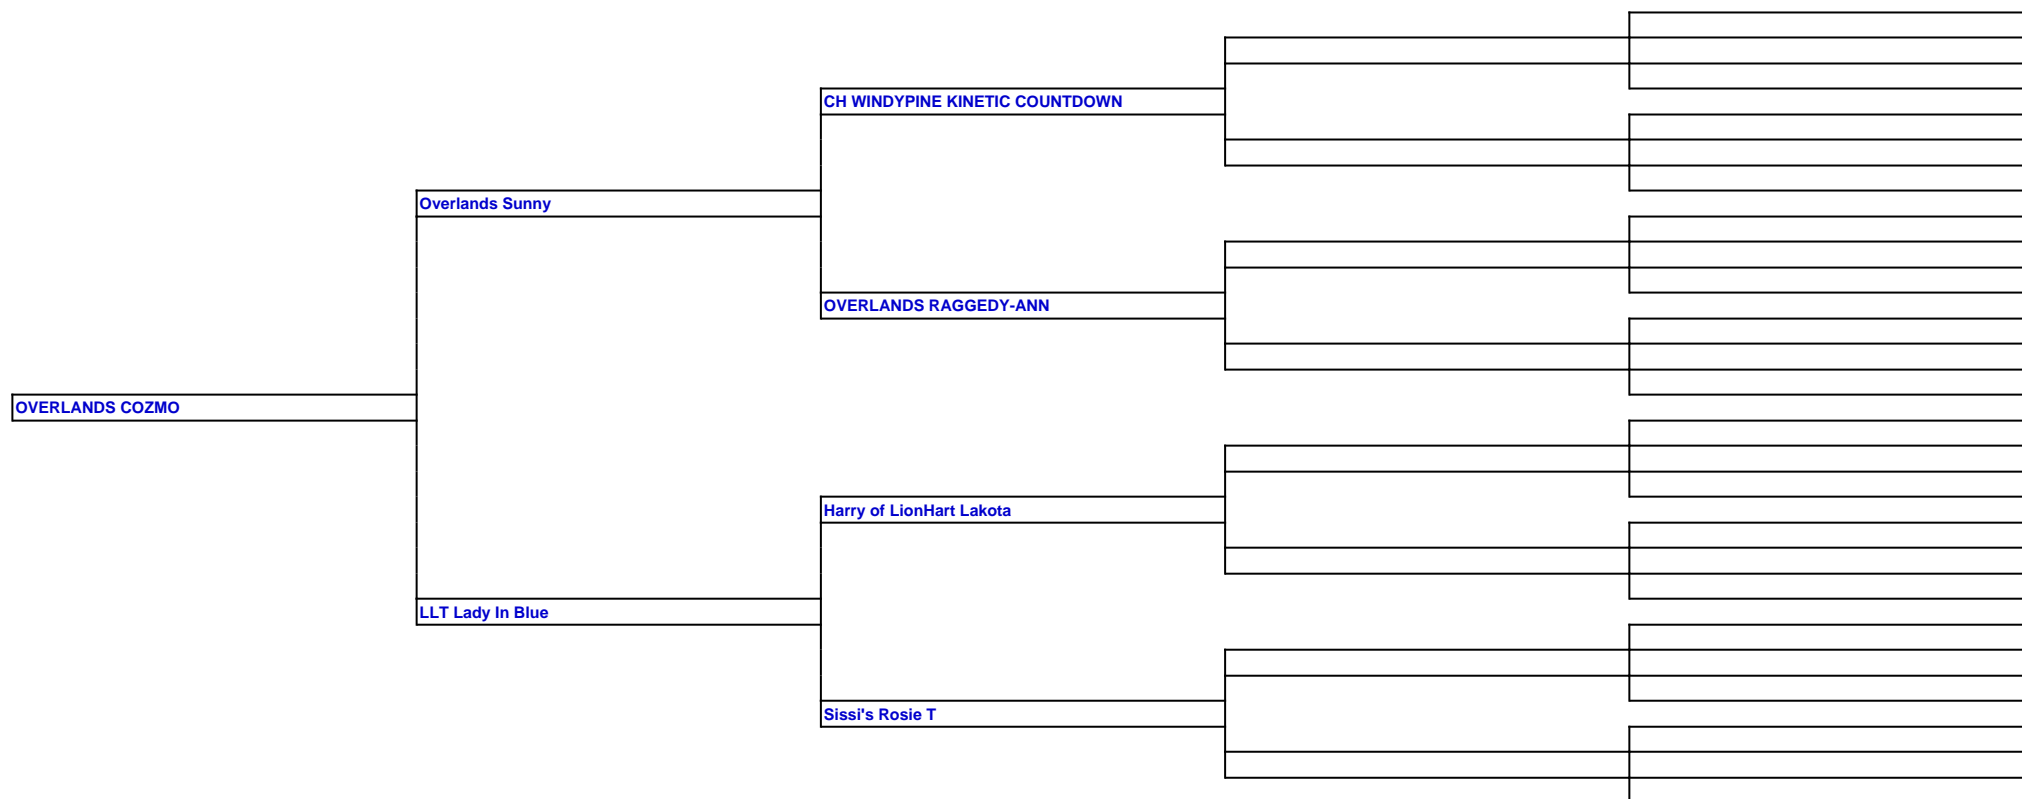 CH WINDYPINE KINETIC COUNTDOWN
Overlands Sunny
OVERLANDS RAGGEDY-ANN
OVERLANDS COZMO
Harry of LionHart Lakota
LLT Lady In Blue
Sissi's Rosie T